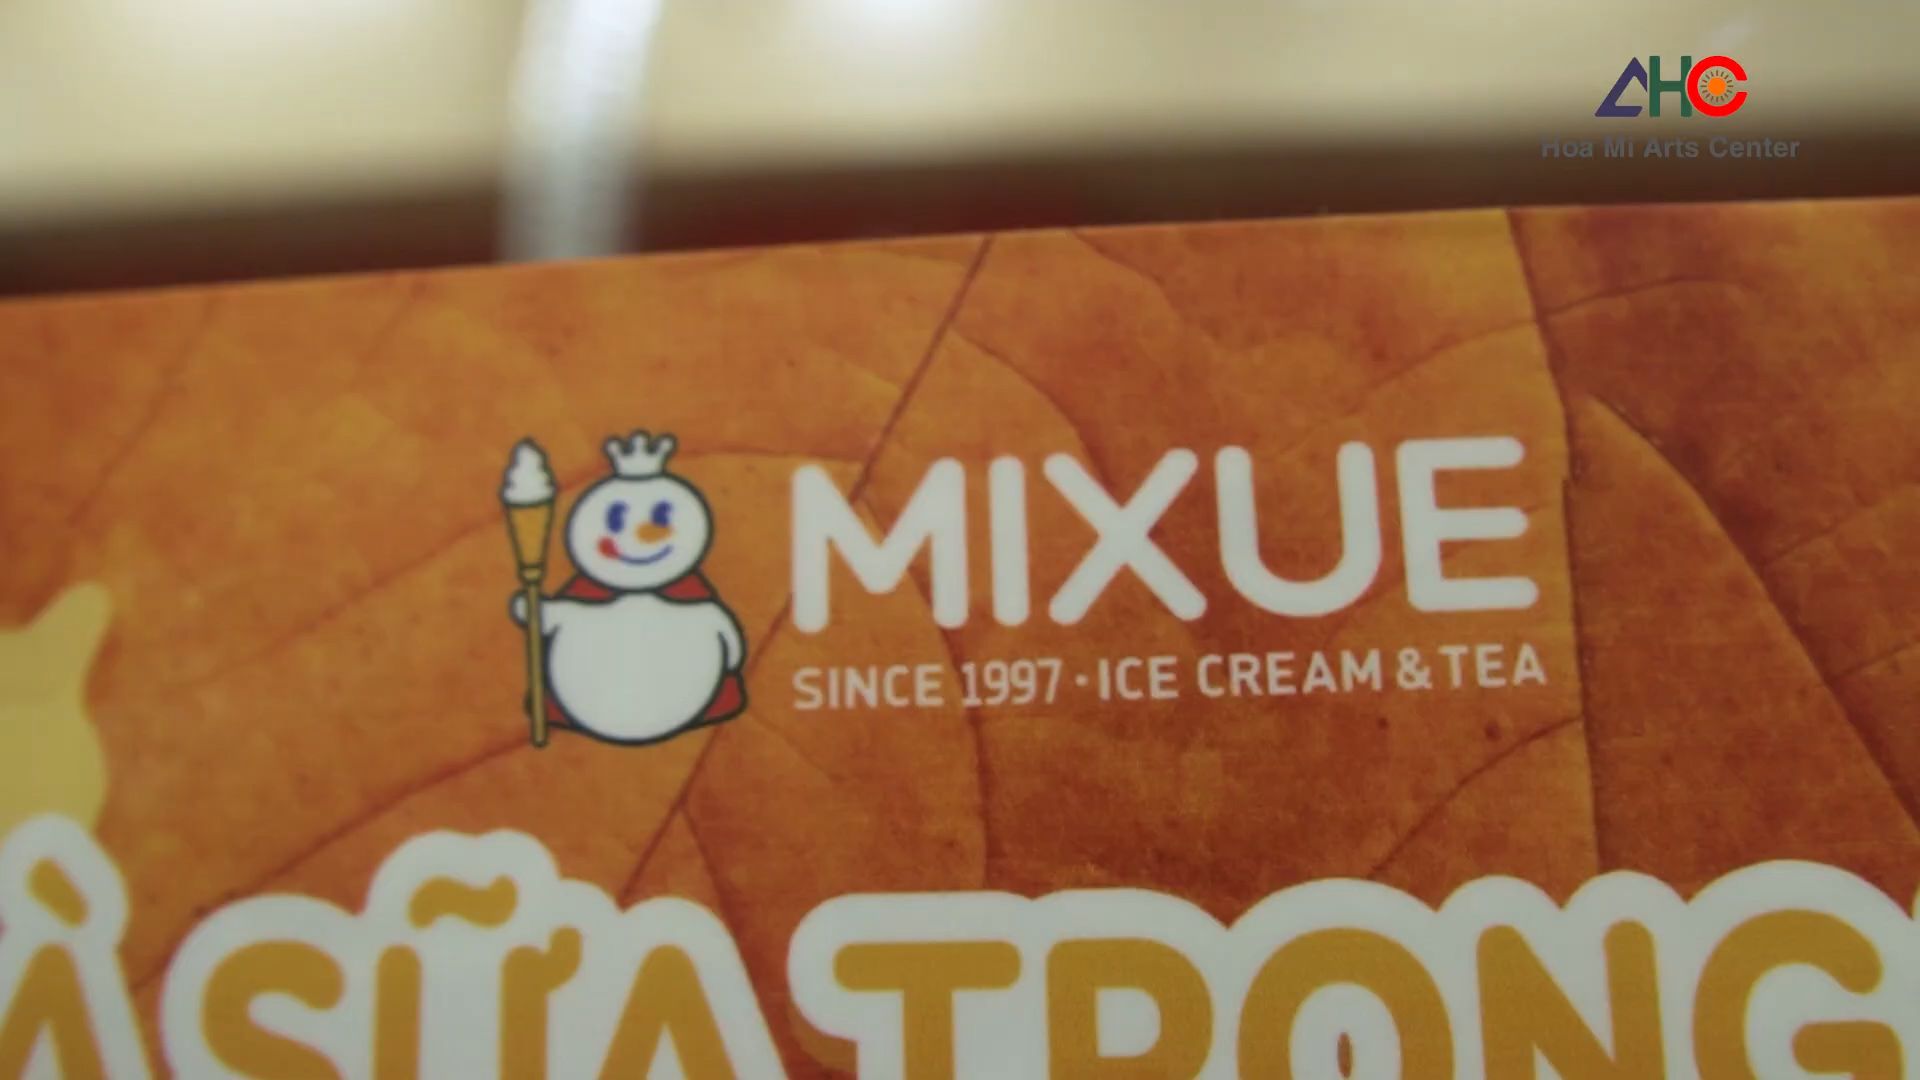 AHC
Hoa Mi Arts Center
MIXUE
SINCE 1997 · ICE CREAM & TEA
SỮA TRONG